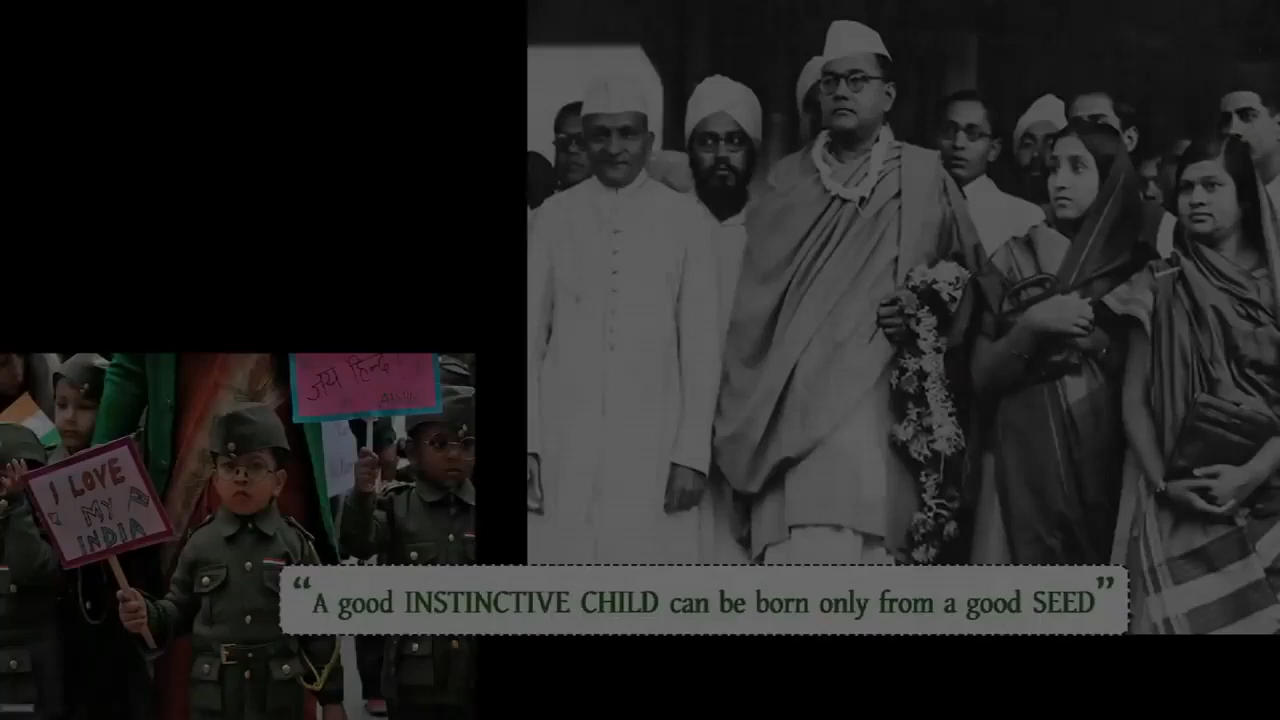 जय हिन्द
I LOVE
MY
INDIA
“A good INSTINCTIVE CHILD can be born only from a good SEED”